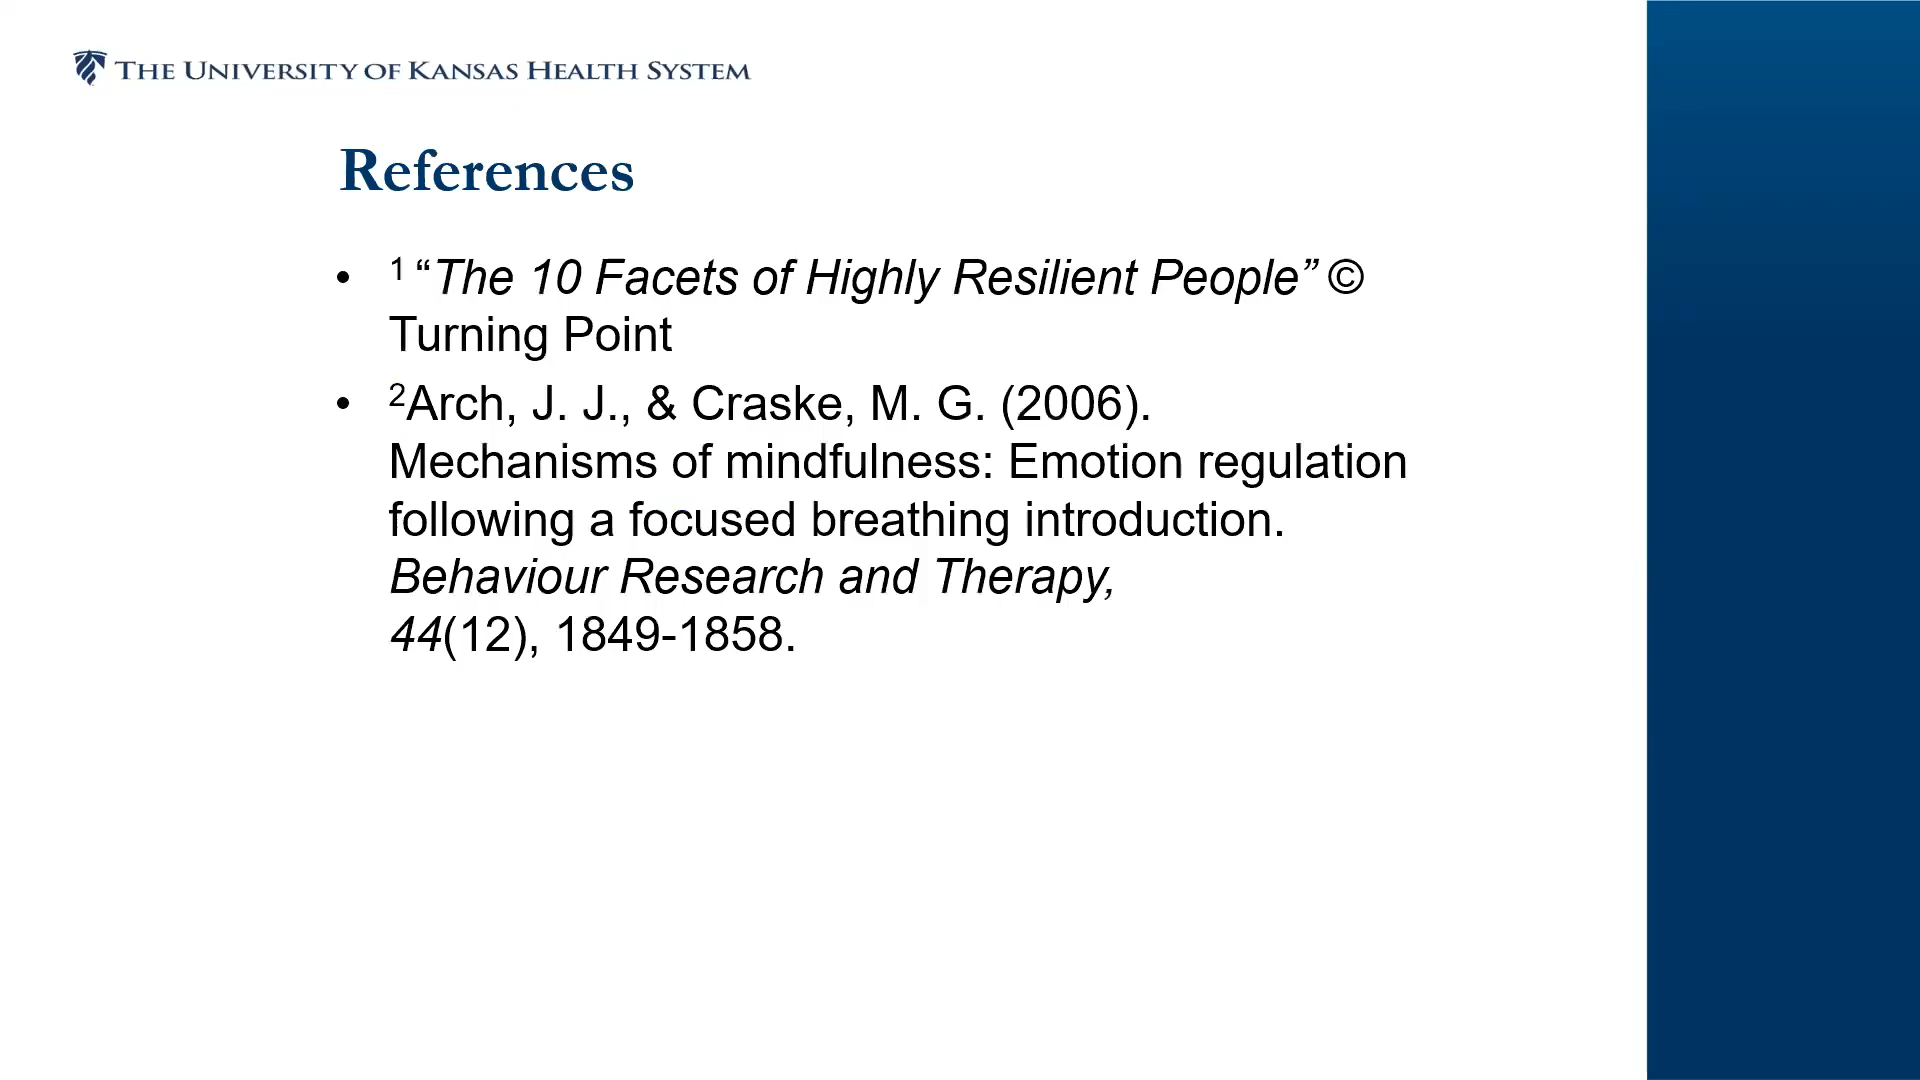 THE UNIVERSITY OF KANSAS HEALTH SYSTEM
References
• ¹ “The 10 Facets of Highly Resilient People” ©
Turning Point
• ²Arch, J. J., & Craske, M. G. (2006).
Mechanisms of mindfulness: Emotion regulation
following a focused breathing introduction.
Behaviour Research and Therapy,
44(12), 1849-1858.